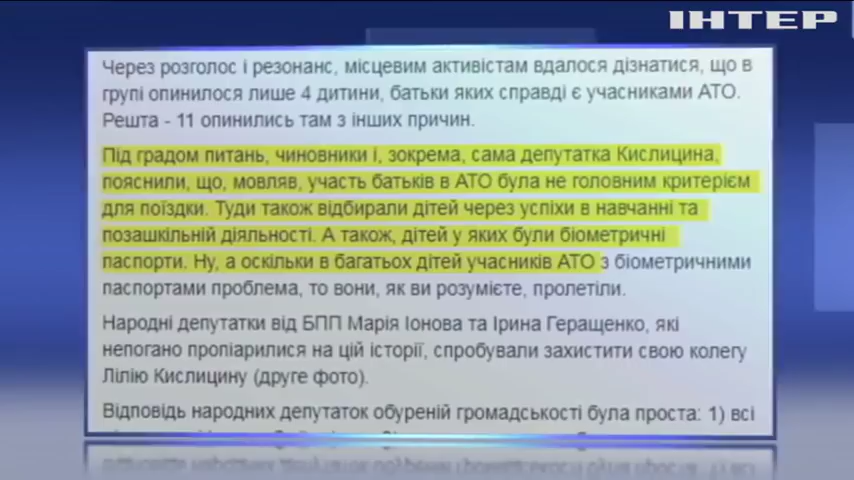 ІНТЕР
Через розголос і резонанс, місцевим активістам вдалося дізнатися, що в
групі опинилося лише 4 дитини, батьки яких справді є учасниками АТО.
Решта - 11 опинились там з інших причин.
Під градом питань, чиновники і, зокрема, сама депутатка Кислицина,
пояснили, що, мовляв, участь батьків в АТО була не головним критерієм
для поїздки. Туди також відбирали дітей через успіхи в навчанні та
позашкільній діяльності. А також, дітей у яких були біометричні
паспорти. Ну, а оскільки в багатьох дітей учасників АТО з біометричними
паспортами проблема, то вони, як ви розумієте, пролетіли.
Народні депутатки від БПП Марія Іонова та Ірина Геращенко, які
непогано пропіарилися на цій історії, спробували захистити свою колегу
Лілію Кислицину (друге фото).
Відповідь народних депутаток обуреній громадськості була проста: 1) всі